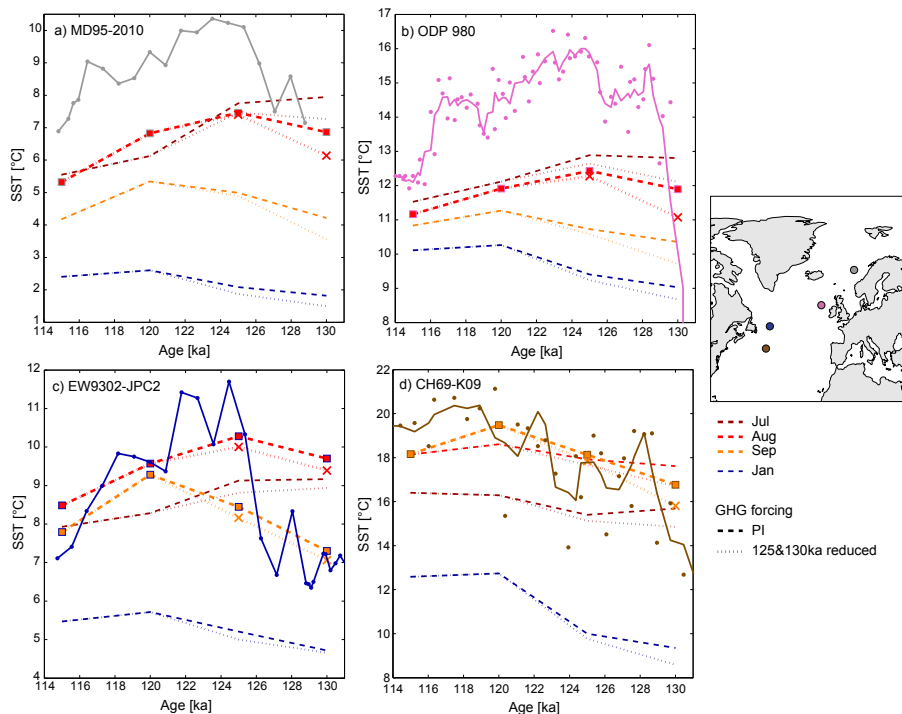 a) MD95-2010
SST [°C]
10
9
8
7
6
5
4
3
2
1
114 116 118 120 122 124 126 128 130
Age [ka]
b) ODP 980
SST [°C]
17
16
15
14
13
12
11
10
9
8
114 116 118 120 122 124 126 128 130
Age [ka]
c) EW9302-JPC2
SST [°C]
12
11
10
9
8
7
6
5
4
114 116 118 120 122 124 126 128 130
Age [ka]
d) CH69-K09
SST [°C]
22
20
18
16
14
12
10
8
114 116 118 120 122 124 126 128 130
Age [ka]
Jul
Aug
Sep
Jan
GHG forcing
PI
125&130ka reduced